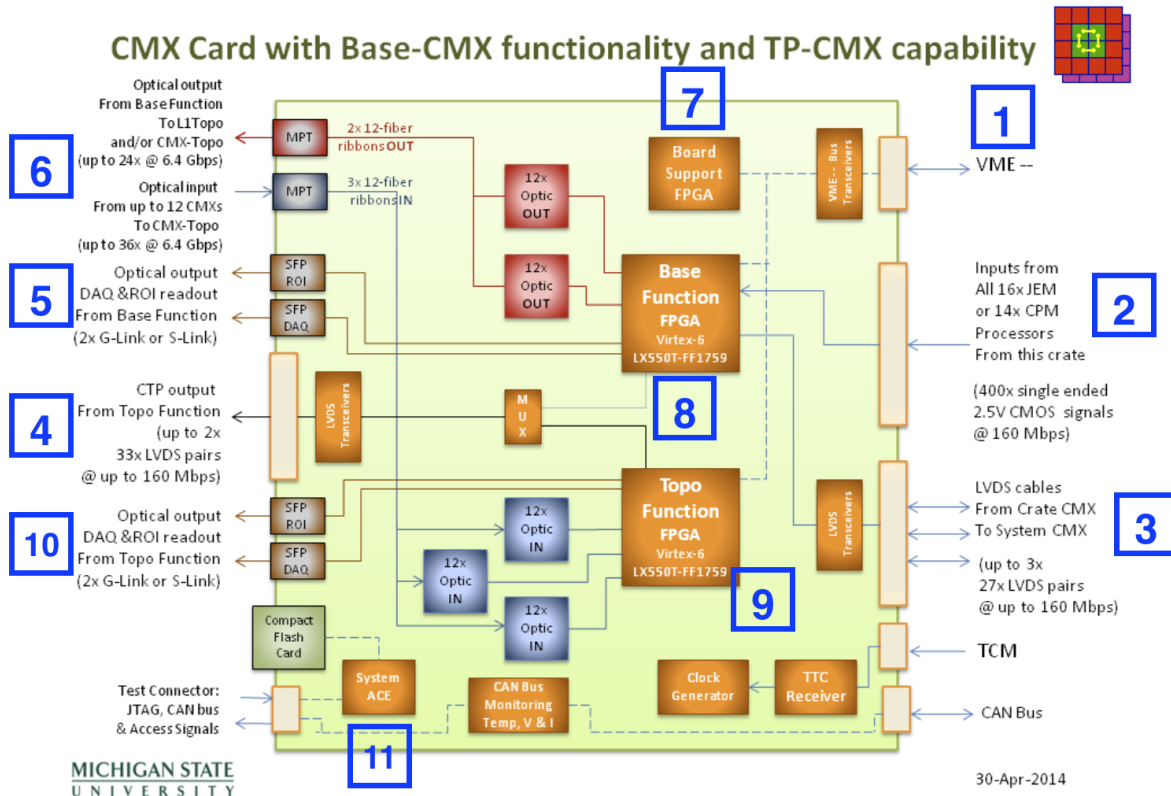 CMX Card with Base-CMX functionality and TP-CMX capability
Optical output
From Base Function
To L1Topo
and/or CMX-Topo
(up to 24x @ 6.4 Gbps)
6
Optical input
From up to 12 CMXs
To CMX-Topo
(up to 36x @ 6.4 Gbps)
5
Optical output
DAQ &ROI readout
From Base Function
(2x G-Link or S-Link)
4
CTP output
From Topo Function
(up to 2x
33x LVDS pairs
@ up to 160 Mbps)
10
Optical output
DAQ &ROI readout
From Topo Function
(2x G-Link or S-Link)
Test Connector:
JTAG, CAN bus
& Access Signals
MPT
2x 12-fiber
ribbons OUT
MPT
3x 12-fiber
ribbons IN
SFP
ROI
SFP
DAQ
LVDS
Transceivers
SFP
ROI
SFP
DAQ
Compact
Flash
Card
System
ACE
11
12x
Optic
OUT
12x
Optic
OUT
M
U
X
12x
Optic
IN
12x
Optic
IN
12x
Optic
IN
CAN Bus
Monitoring
Temp, V & I
7
Board
Support
FPGA
VME -- Bus
Transceivers
Base
Function
FPGA
Virtex-6
LX550T-FF1759
8
Topo
Function
FPGA
Virtex-6
LX550T-FF1759
9
LVDS
Transceivers
Clock
Generator
TTC
Receiver
1
VME --
Inputs from
All 16x JEM
or 14x CPM
Processors
From this crate
2
(400x single ended
2.5V CMOS signals
@ 160 Mbps)
LVDS cables
From Crate CMX
To System CMX
3
(up to 3x
27x LVDS pairs
@ up to 160 Mbps)
TCM
CAN Bus
MICHIGAN STATE
UNIVERSITY
30-Apr-2014